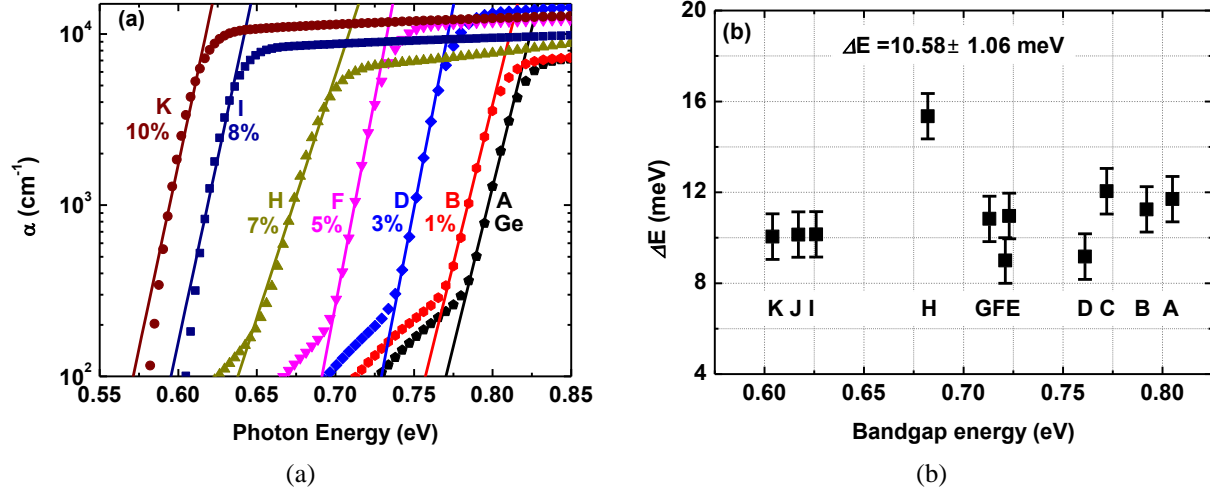 (a)
10⁴
10³
10²
α (cm⁻¹)
K
10%
I
8%
H
7%
F
5%
D
3%
B
1%
A
Ge
0.55 0.60 0.65 0.70 0.75 0.80 0.85
Photon Energy (eV)
(a)
(b)
ΔE =10.58± 1.06 meV
20
16
12
8
4
ΔE (meV)
K J I H G F E D C B A
0.60 0.65 0.70 0.75 0.80
Bandgap energy (eV)
(b)